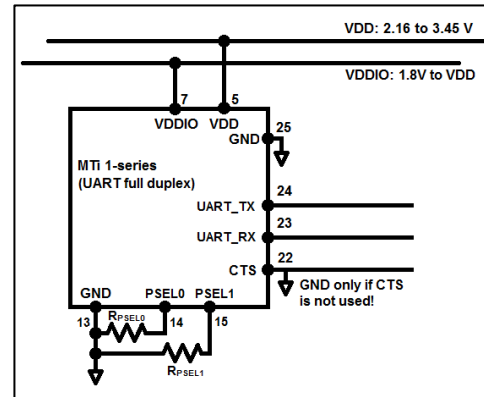 VDD: 2.16 to 3.45 V
VDDIO: 1.8V to VDD
7 5
VDDIO VDD
25
GND
MTi 1-series
(UART full duplex)
24
UART_TX
23
UART_RX
22
CTS
GND only if CTS
is not used!
GND PSEL0 PSEL1
13 RPSEL0 14 15
RPSEL1